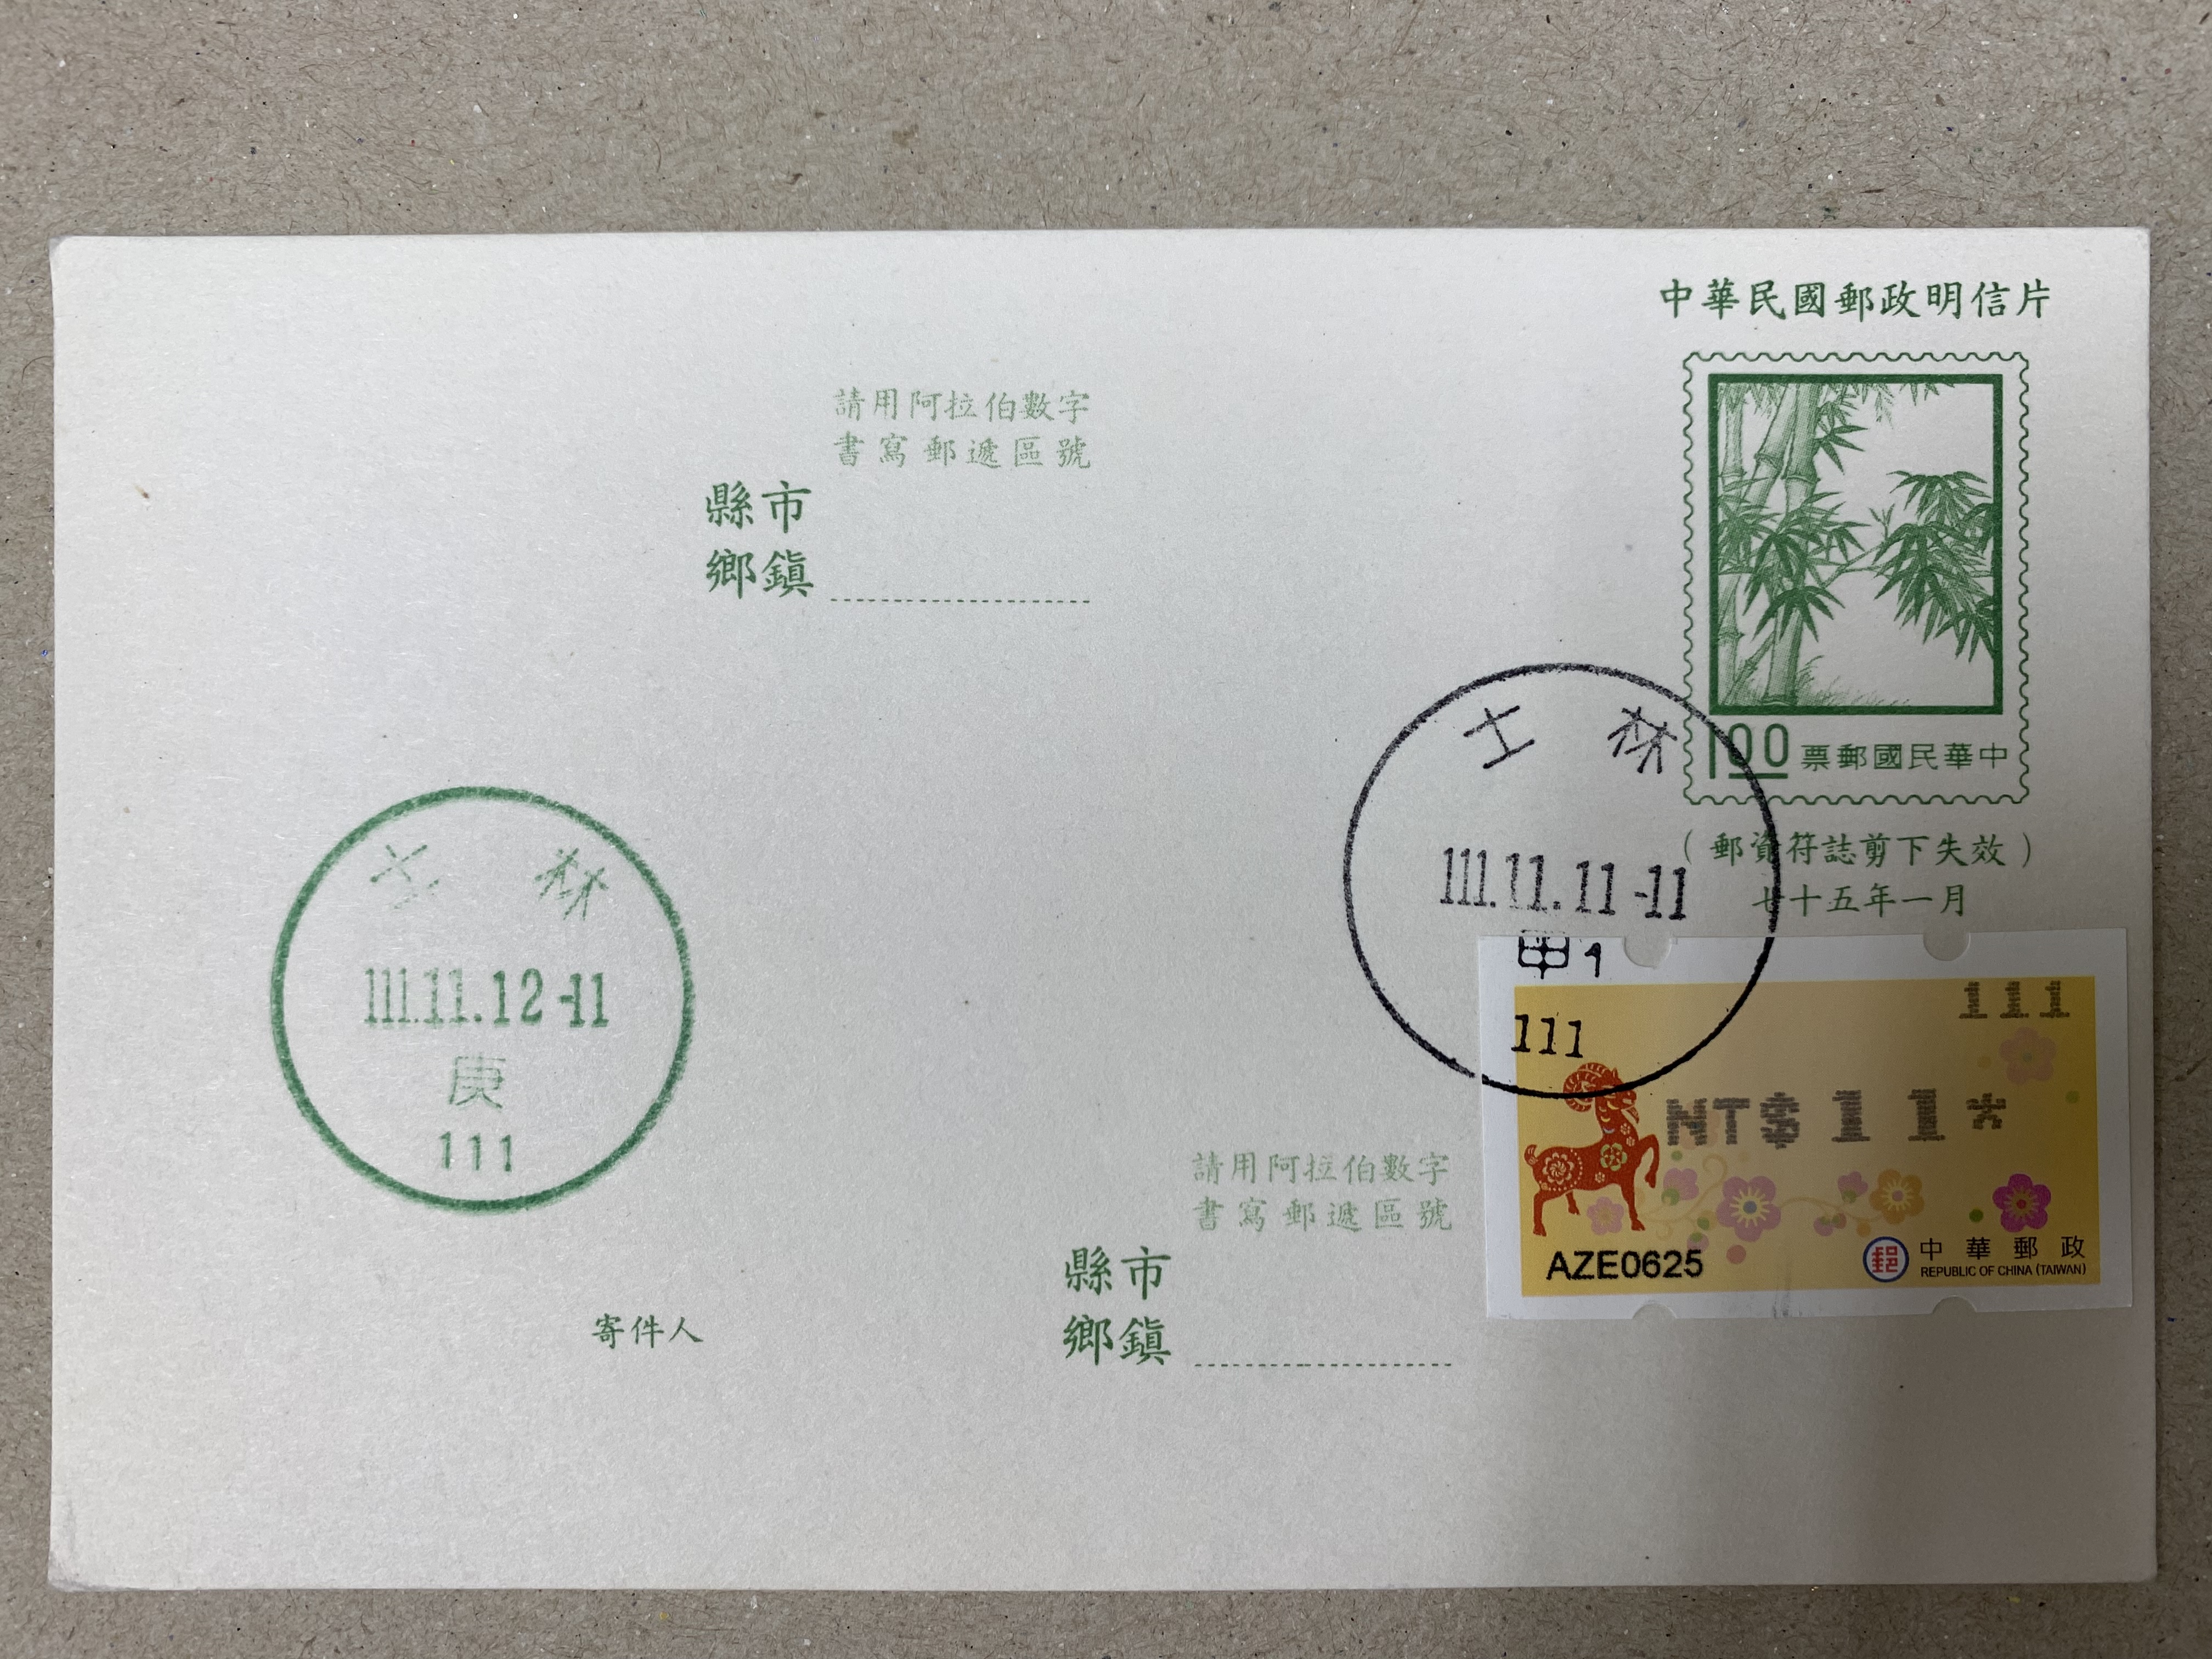 中華民國郵政明信片
請用阿拉伯數字
書寫郵遞區號
縣市
鄉鎮
1.00 票郵國民華中
(郵資符誌剪下失效)
七十五年一月
士林
111.11.11-11
甲1
111
士林
111.11.12-11
庚
111
111
NT$11*
AZE0625
郵
中華郵政
REPUBLIC OF CHINA (TAIWAN)
請用阿拉伯數字
書寫郵遞區號
縣市
鄉鎮
寄件人